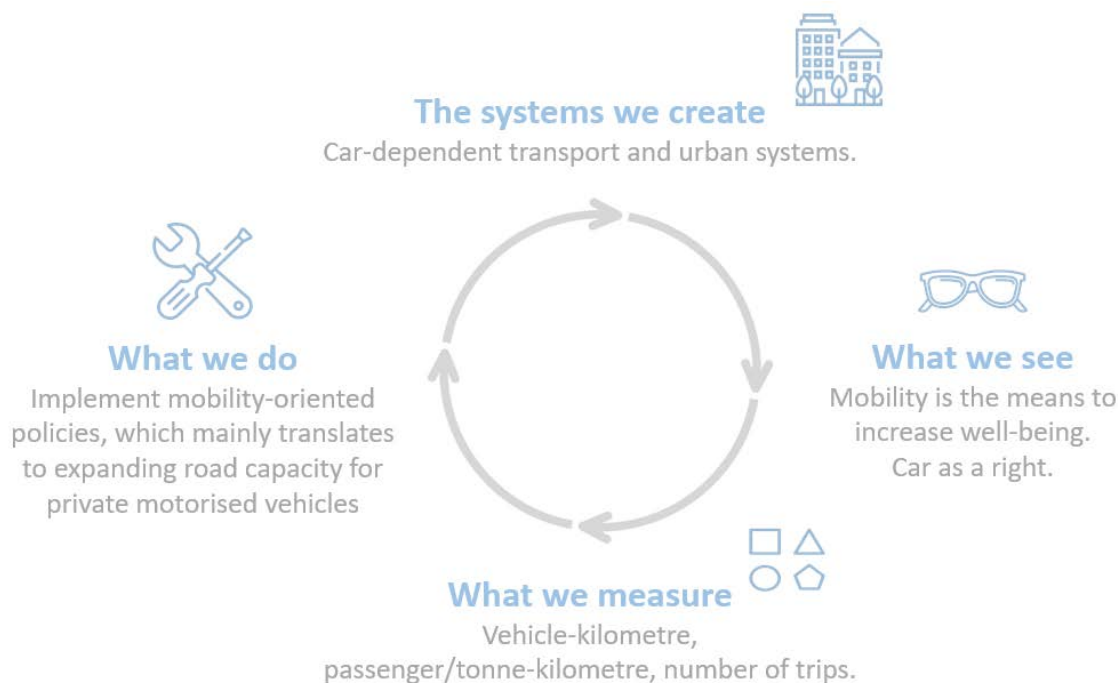 The systems we create
Car-dependent transport and urban systems.
What we do
Implement mobility-oriented
policies, which mainly translates
to expanding road capacity for
private motorised vehicles
What we see
Mobility is the means to
increase well-being.
Car as a right.
What we measure
Vehicle-kilometre,
passenger/tonne-kilometre, number of trips.